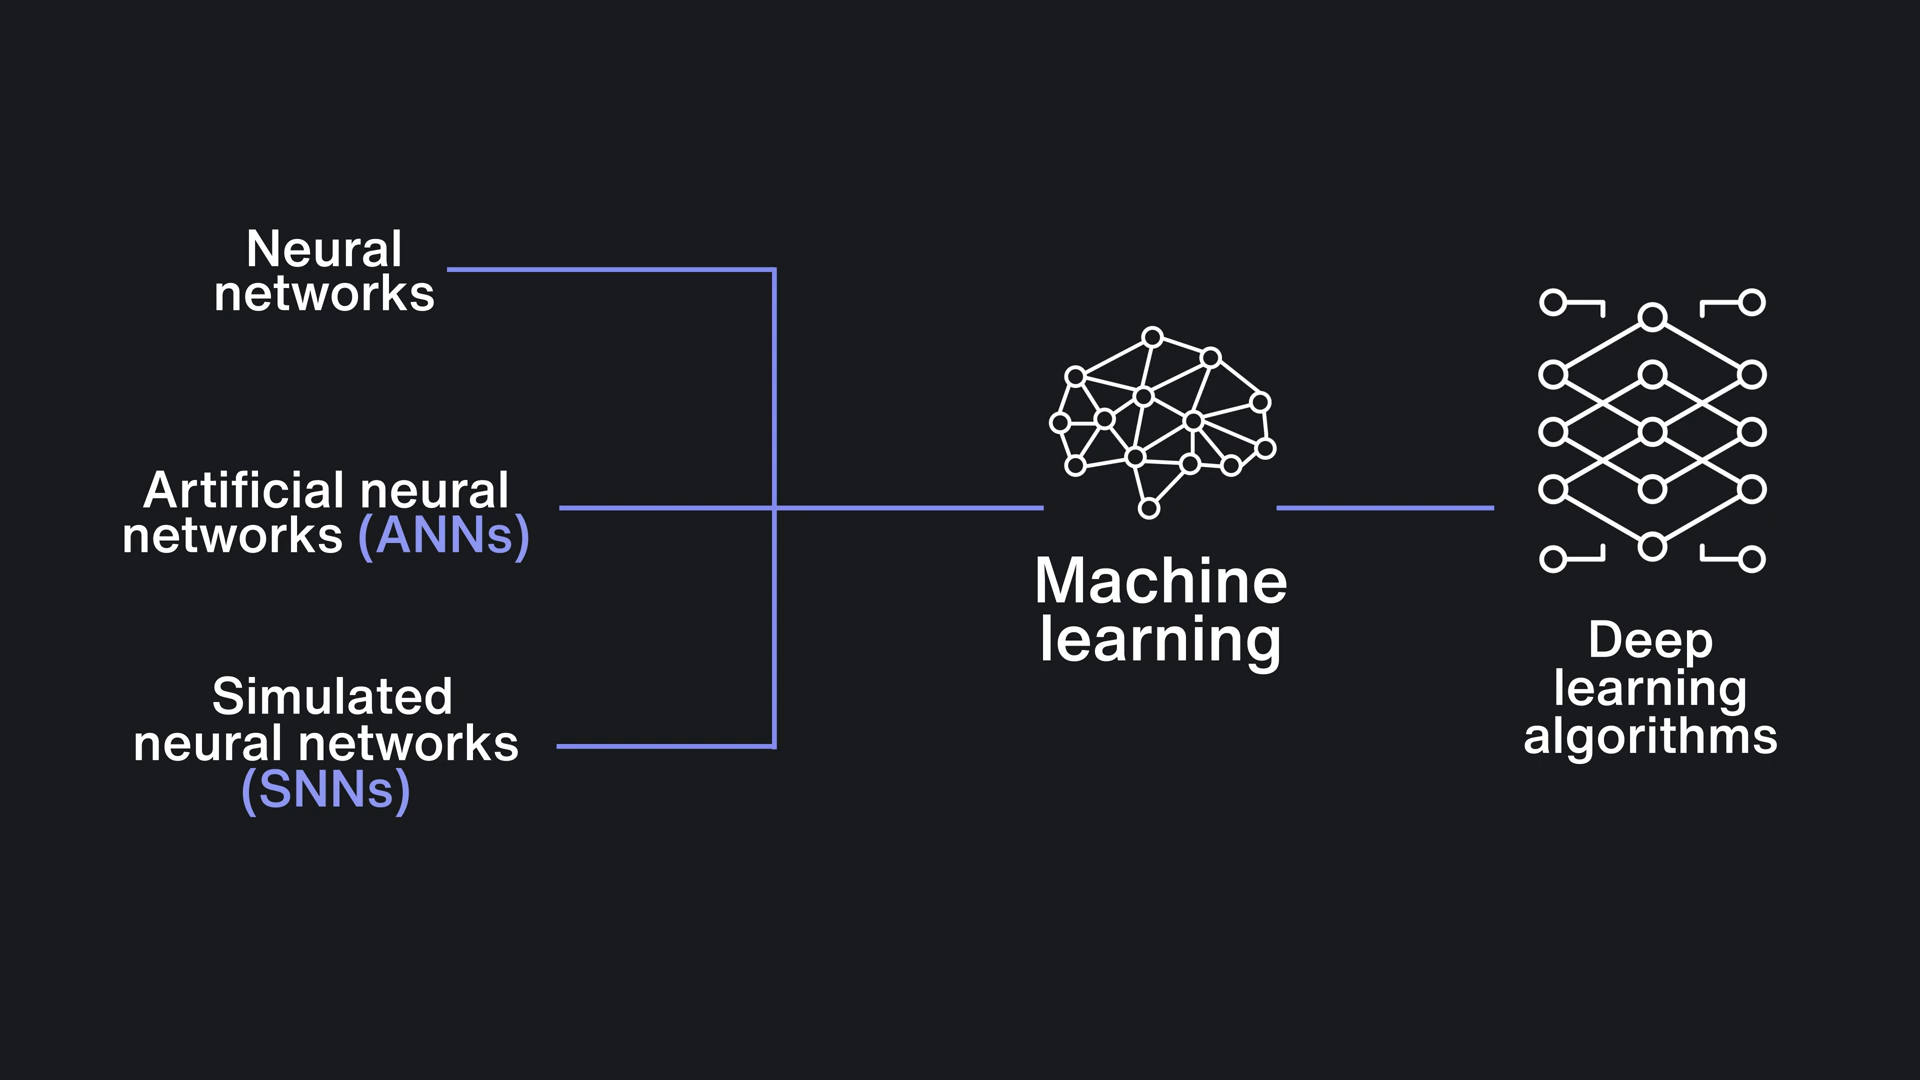 Neural
networks
Artificial neural
networks (ANNs)
Simulated
neural networks
(SNNs)
Machine
learning
Deep
learning
algorithms